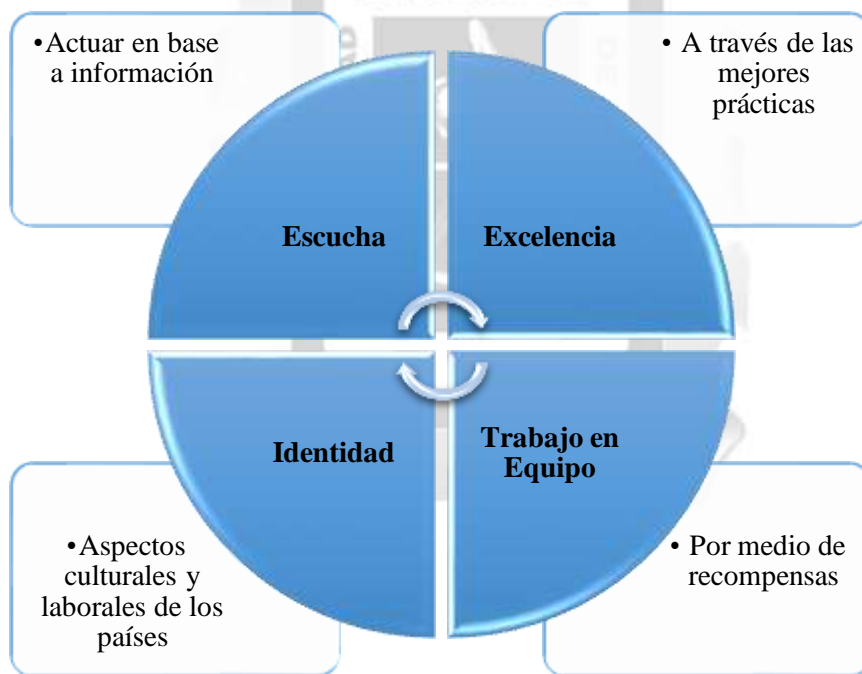 •Actuar en base
a información
• A través de las
mejores
prácticas
Escucha
Excelencia
Identidad
Trabajo en
Equipo
•Aspectos
culturales y
laborales de los
países
• Por medio de
recompensas